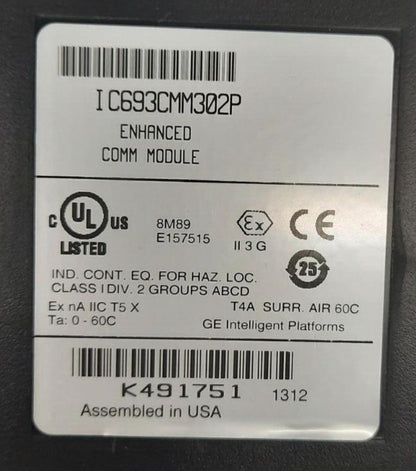 IC693CMM302P
ENHANCED
COMM MODULE
C UL US
LISTED
8M89
E157515
Ex
II 3 G
CE
25
IND. CONT. EQ. FOR HAZ. LOC.
CLASS I DIV. 2 GROUPS ABCD
Ex nA IIC T5 X T4A SURR. AIR 60C
Ta: 0 - 60C GE Intelligent Platforms
K491751 1312
Assembled in USA